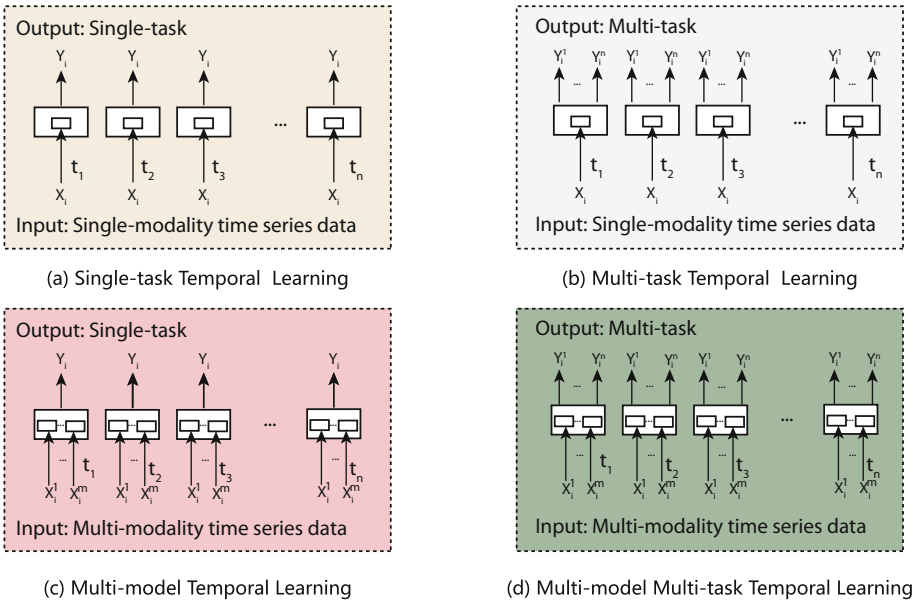 Output: Single-task
Y_i Y_i Y_i Y_i
...
t_1 t_2 t_3 t_n
X_i X_i X_i X_i
Input: Single-modality time series data
(a) Single-task Temporal Learning
Output: Multi-task
Y_i^1 Y_i^n Y_i^1 Y_i^n Y_i^1 Y_i^n Y_i^1 Y_i^n
... ... ... ...
...
t_1 t_2 t_3 t_n
X_i X_i X_i X_i
Input: Single-modality time series data
(b) Multi-task Temporal Learning
Output: Single-task
Y_i Y_i Y_i Y_i
... ... ... ... ...
... ... ... ...
t_1 t_2 t_3 t_n
X_i^1 X_i^m X_i^1 X_i^m X_i^1 X_i^m X_i^1 X_i^m
Input: Multi-modality time series data
(c) Multi-model Temporal Learning
Output: Multi-task
Y_i^1 Y_i^n Y_i^1 Y_i^n Y_i^1 Y_i^n Y_i^1 Y_i^n
... ... ... ...
... ... ... ... ...
... ... ... ...
t_1 t_2 t_3 t_n
X_i^1 X_i^m X_i^1 X_i^m X_i^1 X_i^m X_i^1 X_i^m
Input: Multi-modality time series data
(d) Multi-model Multi-task Temporal Learning